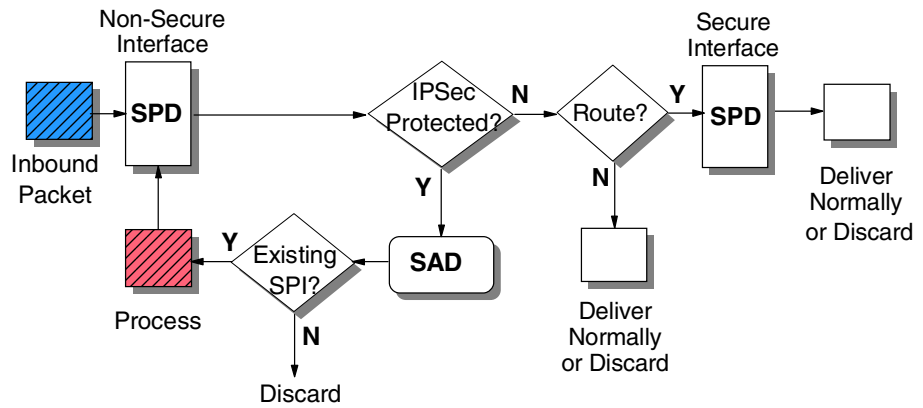 Non-Secure
Interface
SPD
Inbound
Packet
IPSec
Protected?
N
Y
Route?
Y
N
Secure
Interface
SPD
Deliver
Normally
or Discard
Deliver
Normally
or Discard
SAD
Existing
SPI?
Y
N
Process
Discard